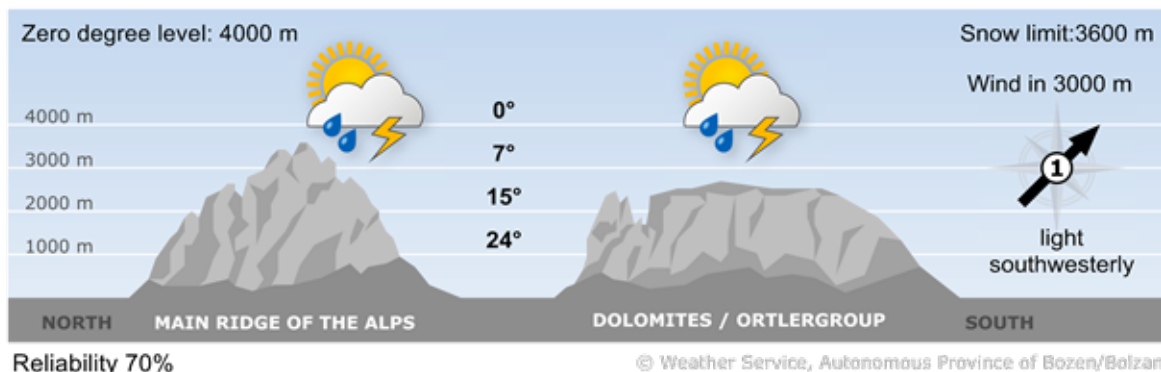 Zero degree level: 4000 m
Snow limit:3600 m
Wind in 3000 m
4000 m
0°
3000 m
7°
1
2000 m
15°
1000 m
24°
light
southwesterly
NORTH
MAIN RIDGE OF THE ALPS
DOLOMITES / ORTLERGROUP
SOUTH
Reliability 70%
© Weather Service, Autonomous Province of Bozen/Bolzan